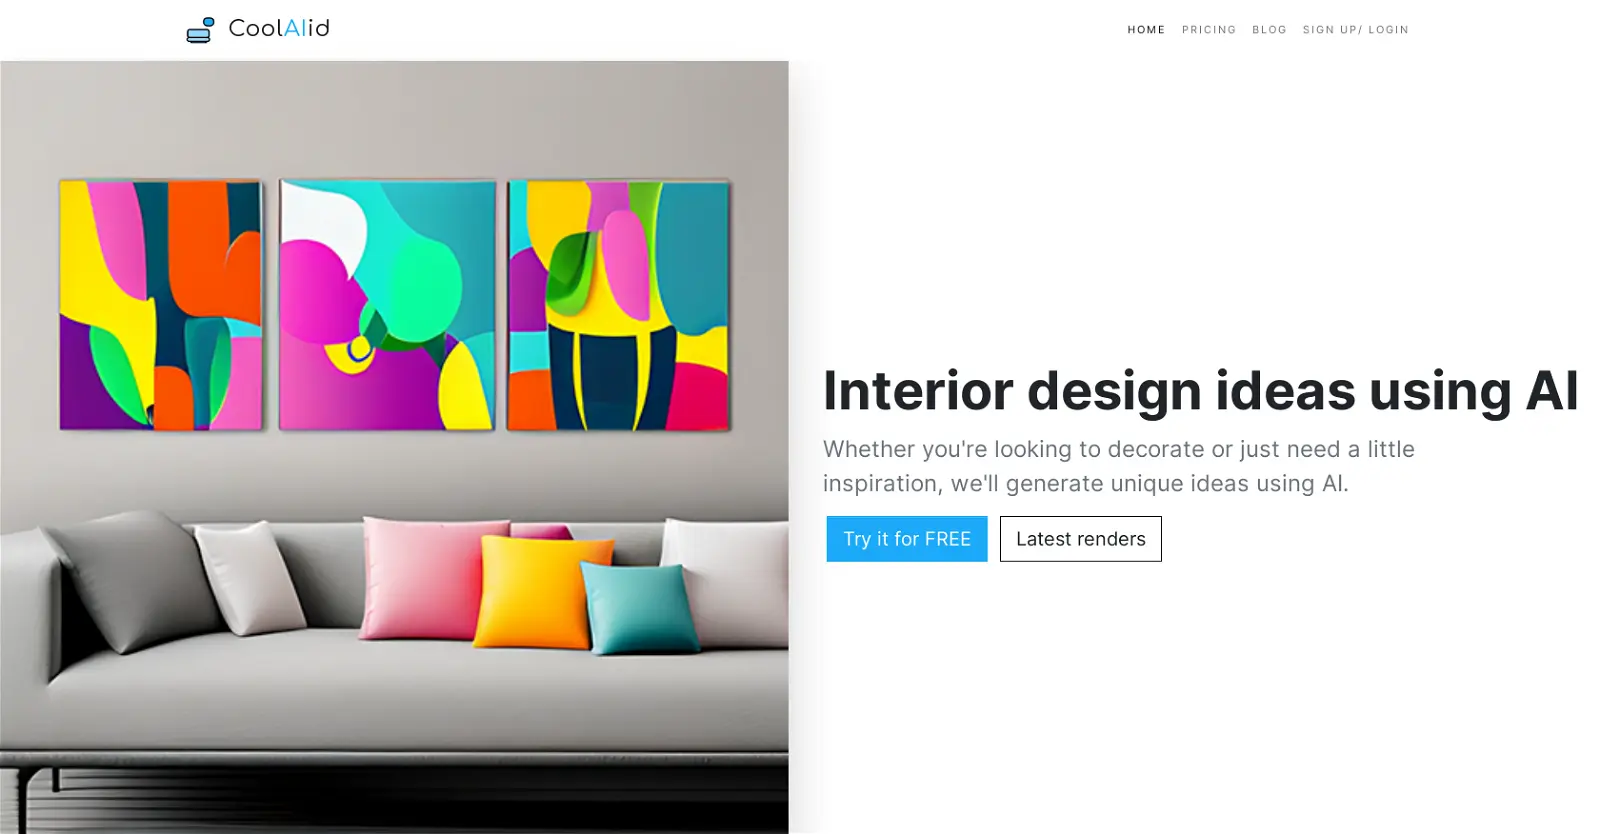 CoolAIid
HOME PRICING BLOG SIGN UP/ LOGIN
Interior design ideas using AI
Whether you're looking to decorate or just need a little
inspiration, we'll generate unique ideas using AI.
Try it for FREE
Latest renders